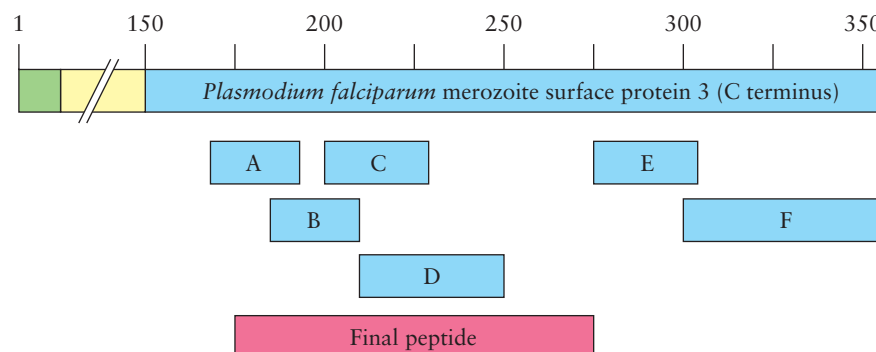 1 150 200 250 300 350
Plasmodium falciparum merozoite surface protein 3 (C terminus)
A C E
B F
D
Final peptide